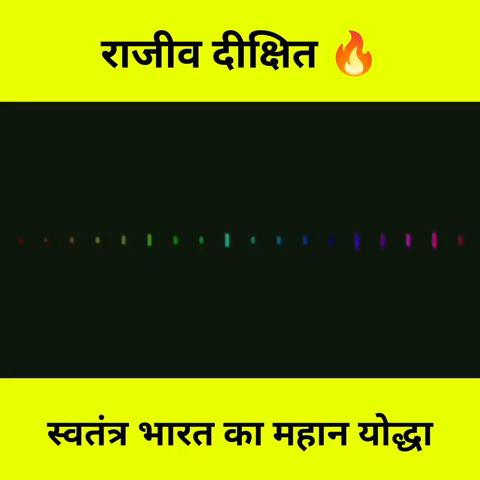 राजीव दीक्षित 🔥
स्वतंत्र भारत का महान योद्धा